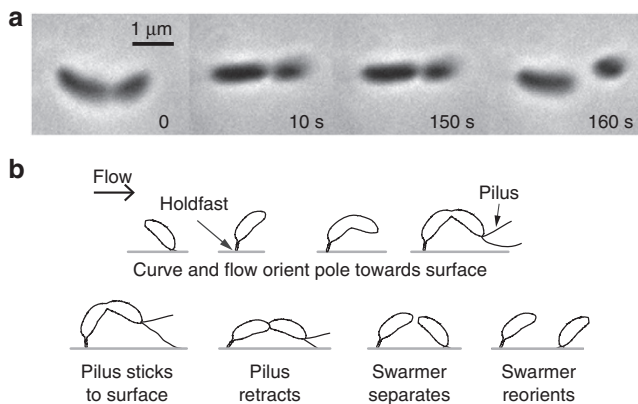 a
1 μm
0
10 s
150 s
160 s
b
Flow
Holdfast
Pilus
Curve and flow orient pole towards surface
Pilus sticks
to surface
Pilus
retracts
Swarmer
separates
Swarmer
reorients